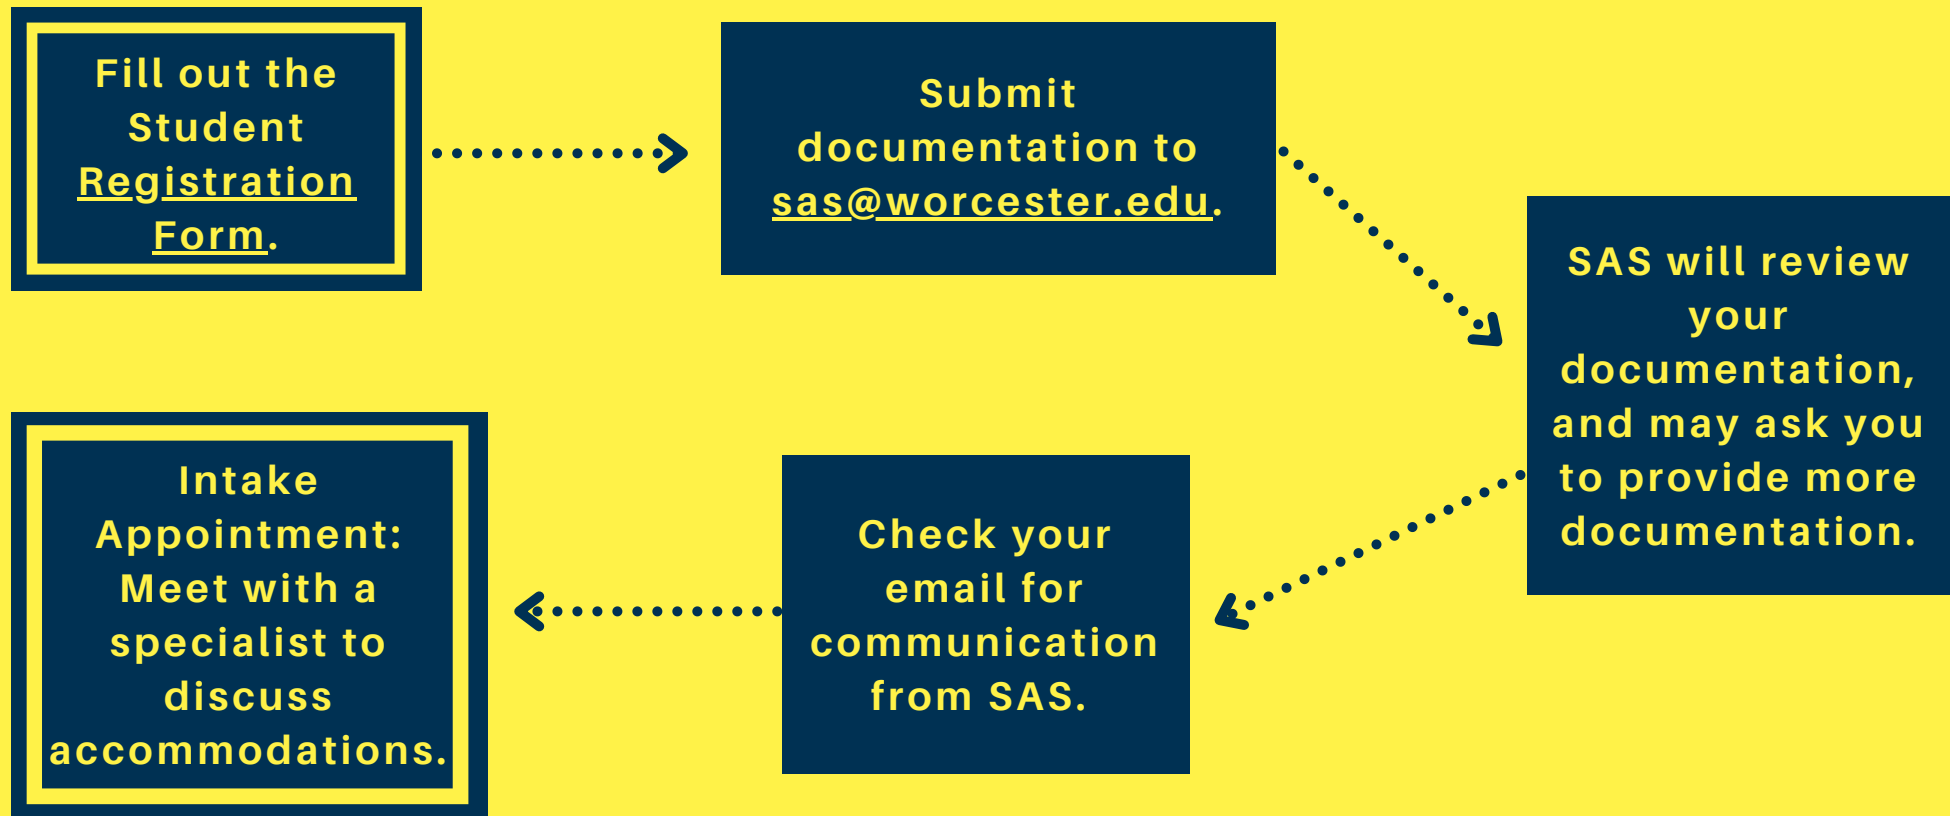 Fill out the
Student
Registration
Form.
Submit
documentation to
sas@worcester.edu.
SAS will review
your
documentation,
and may ask you
to provide more
documentation.
Check your
email for
communication
from SAS.
Intake
Appointment:
Meet with a
specialist to
discuss
accommodations.